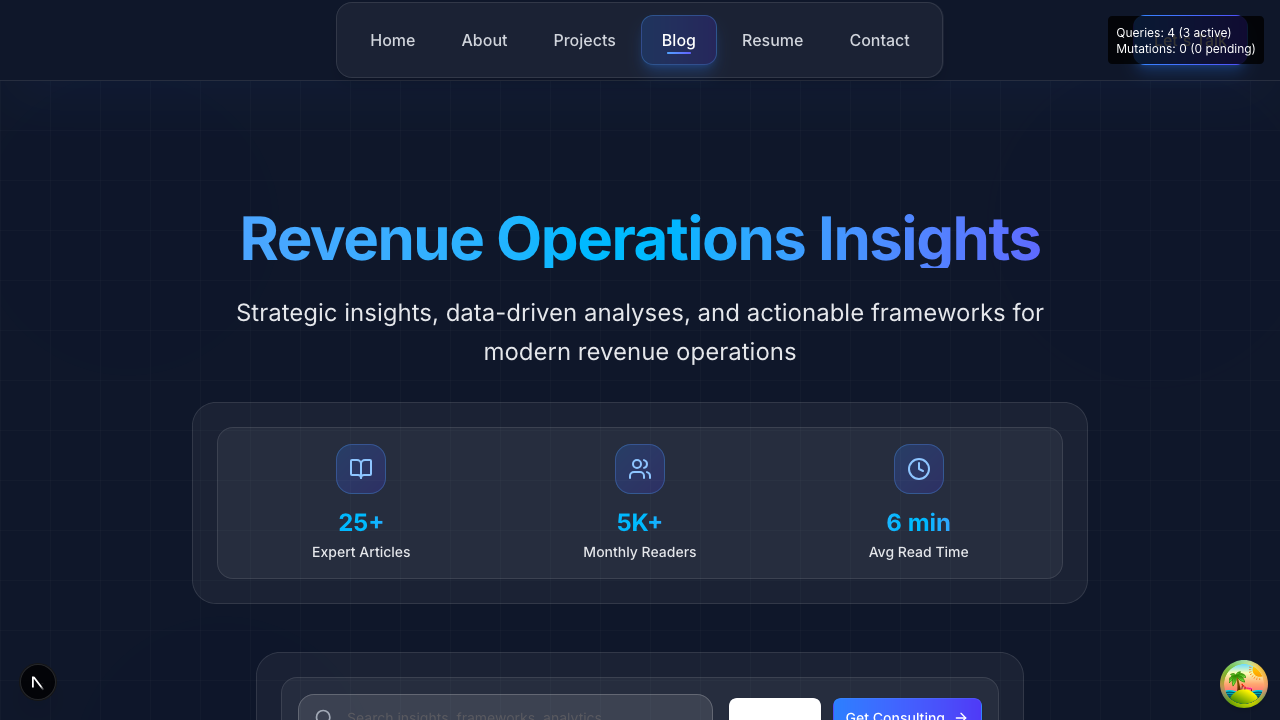 Home
About
Projects
Blog
Resume
Contact
Queries: 4 (3 active)
Mutations: 0 (0 pending)
Revenue Operations Insights
Strategic insights, data-driven analyses, and actionable frameworks for
modern revenue operations
25+
Expert Articles
5K+
Monthly Readers
6 min
Avg Read Time
Search insights, frameworks, analytics...
Get Consulting